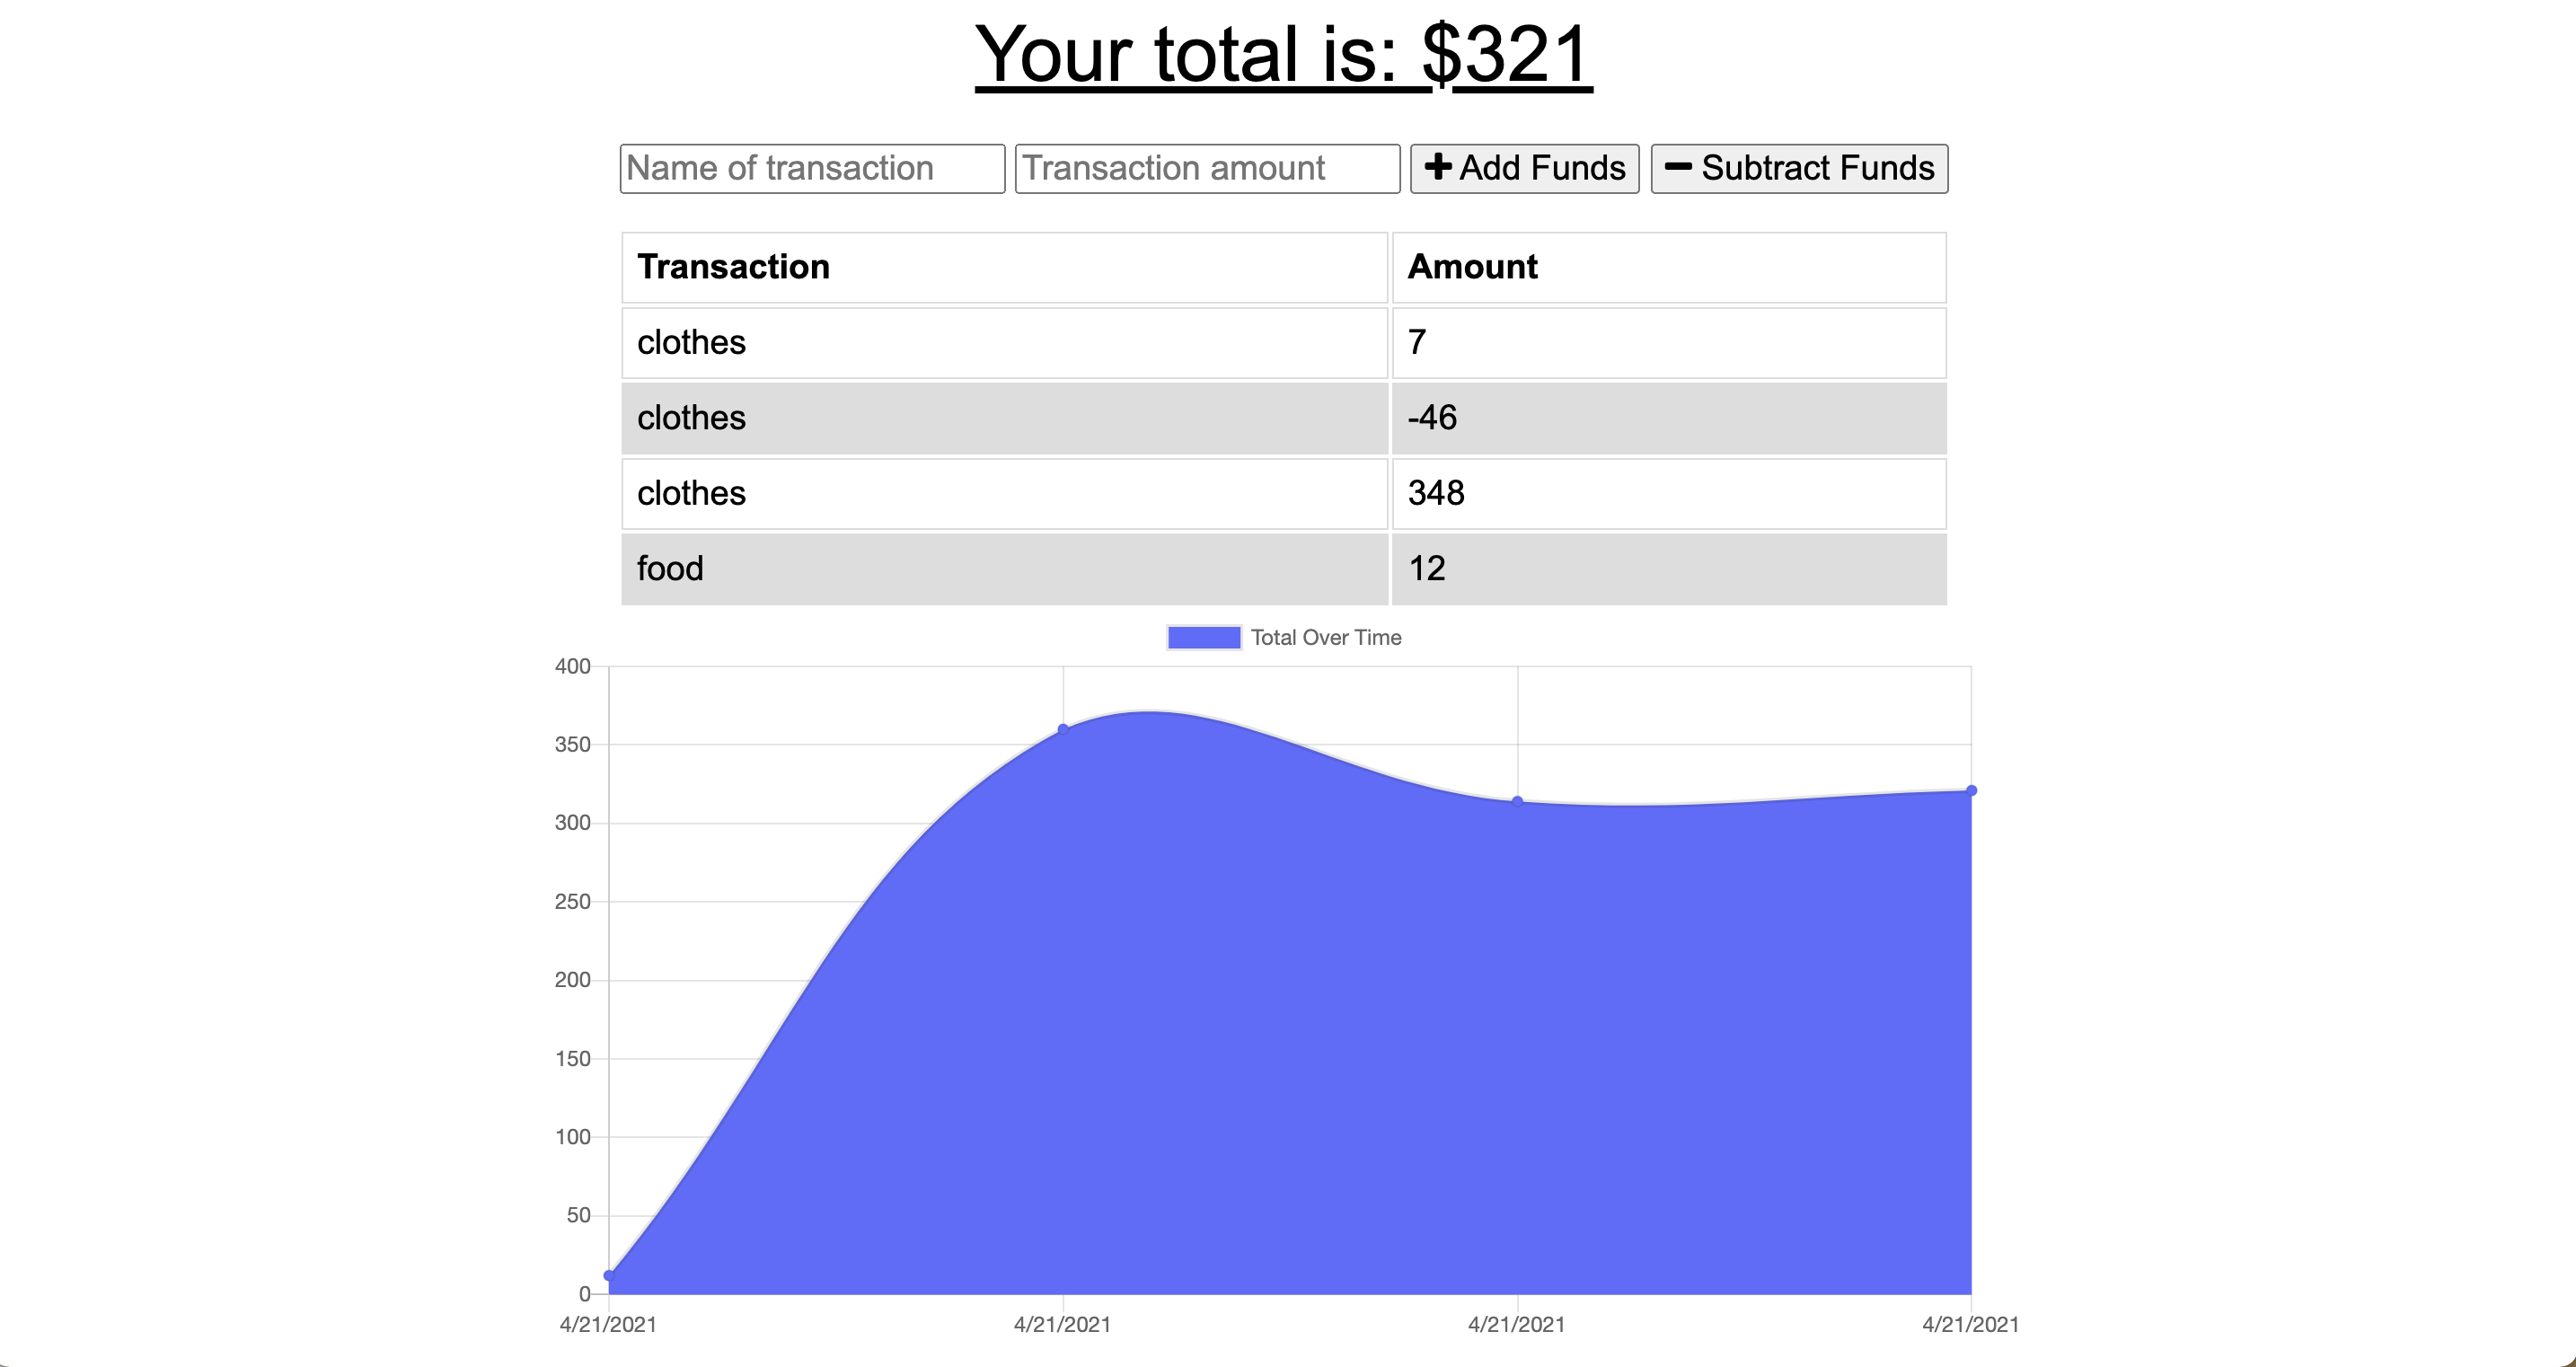 Your total is: $321
Name of transaction Transaction amount Add Funds Subtract Funds
Transaction Amount
clothes 7
clothes -46
clothes 348
food 12
Total Over Time
400
350
300
250
200
150
100
50
0
4/21/2021 4/21/2021 4/21/2021 4/21/2021